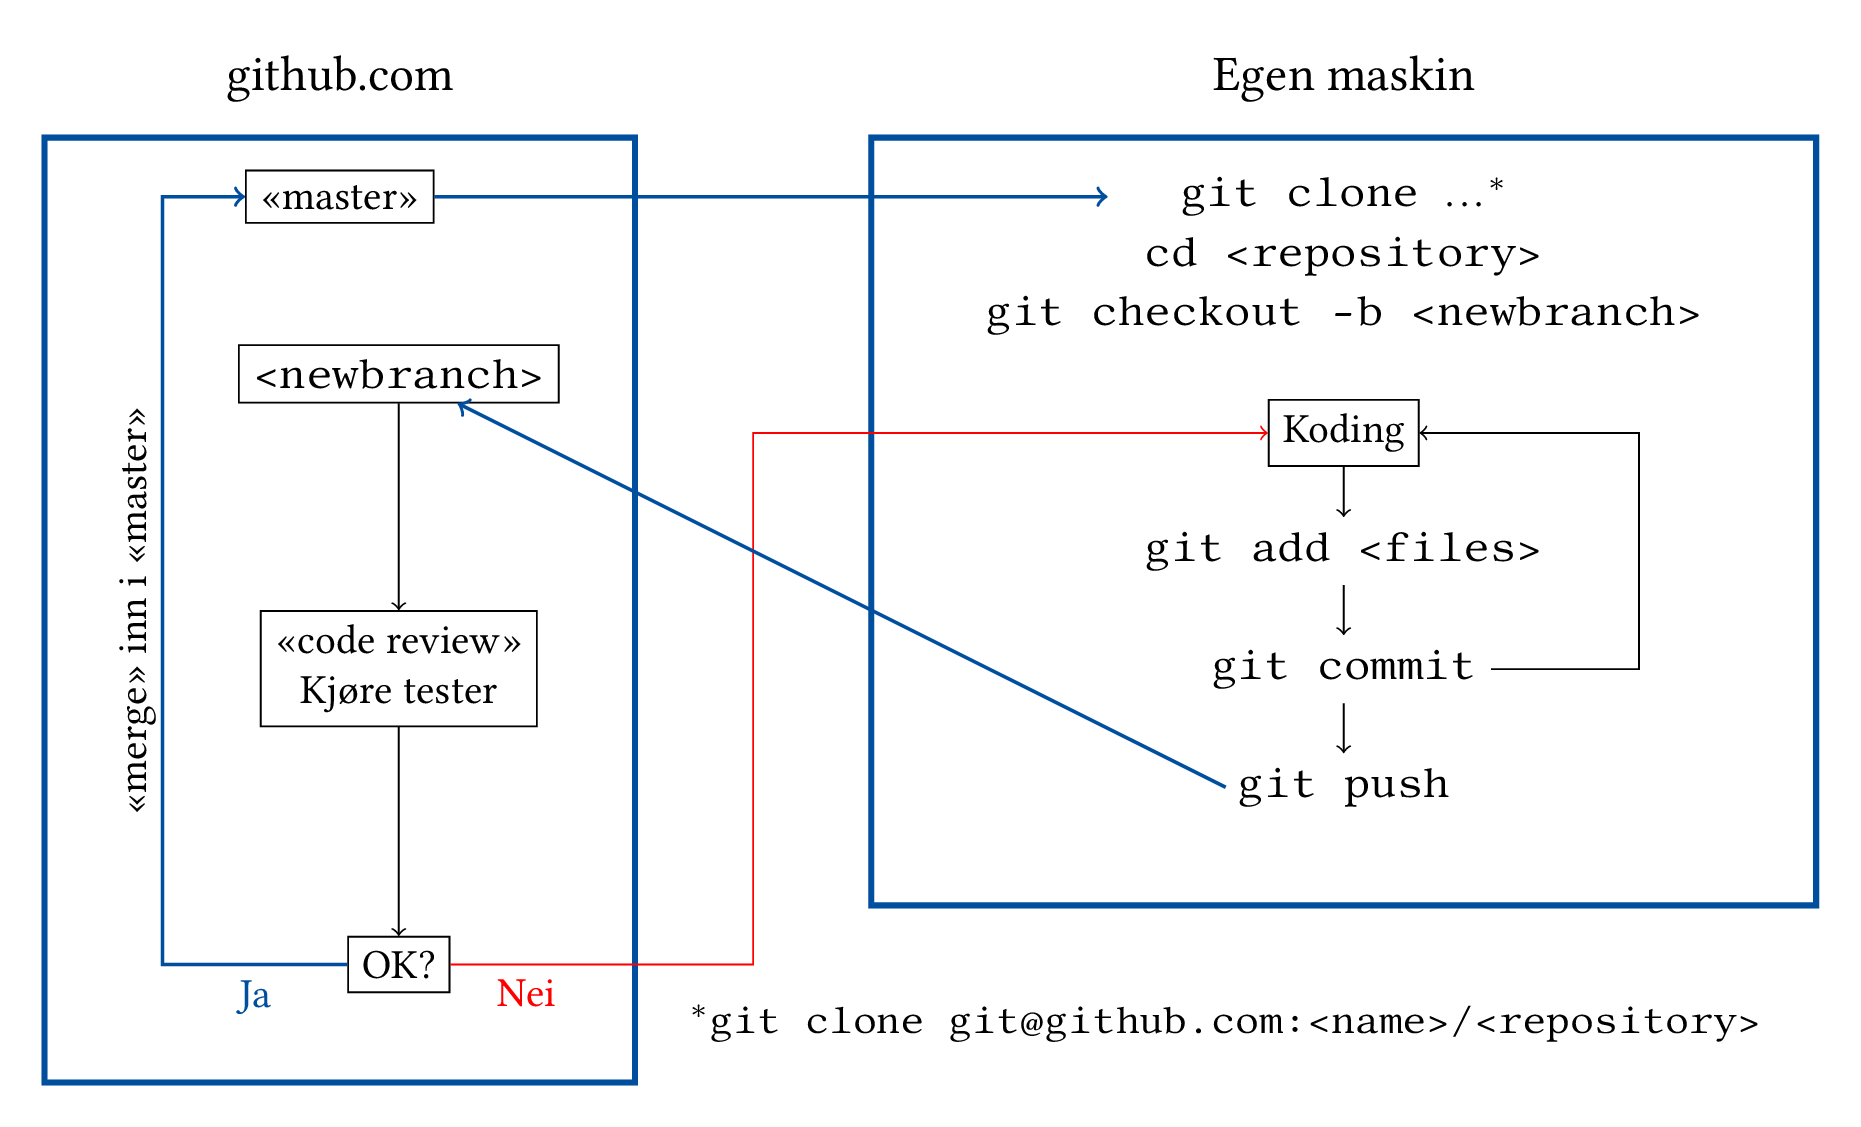 github.com
«master»
<newbranch>
«merge» inn i «master»
«code review»
Kjøre tester
OK?
Ja
Nei
Egen maskin
git clone ...*
cd <repository>
git checkout -b <newbranch>
Koding
git add <files>
git commit
git push
*git clone git@github.com:<name>/<repository>